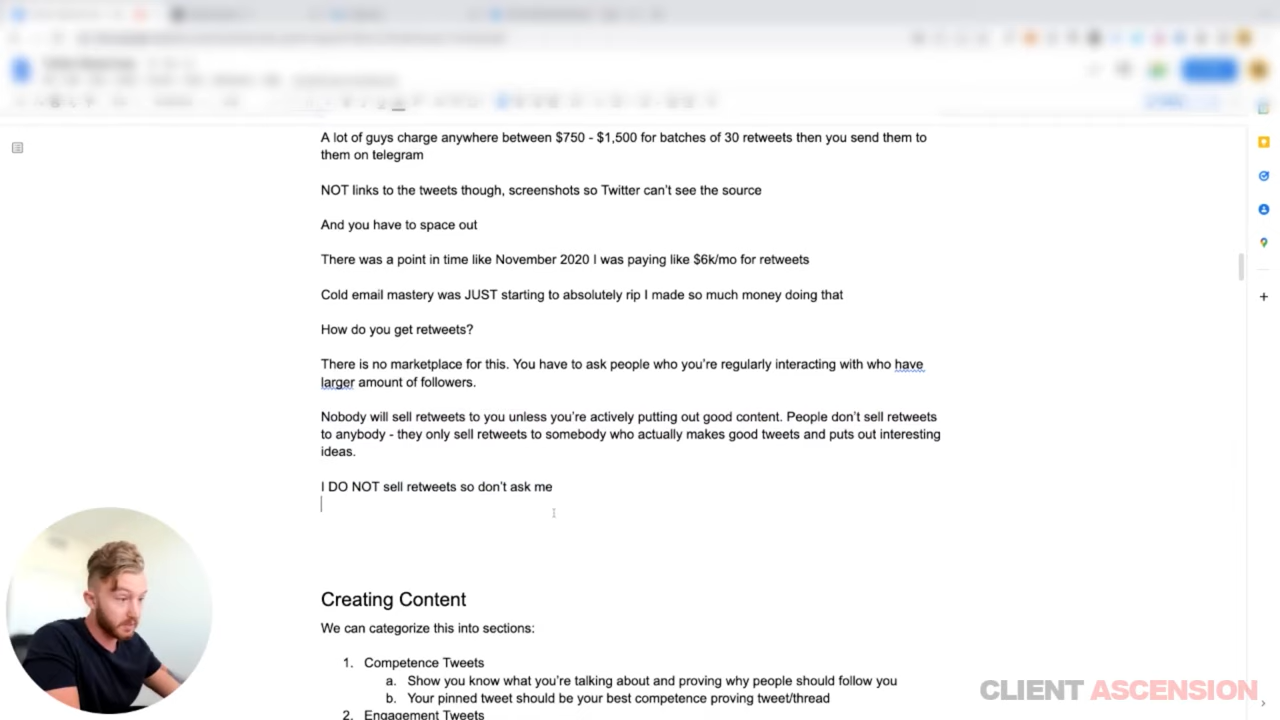 A lot of guys charge anywhere between $750 - $1,500 for batches of 30 retweets then you send them to
them on telegram
NOT links to the tweets though, screenshots so Twitter can't see the source
And you have to space out
There was a point in time like November 2020 I was paying like $6k/mo for retweets
Cold email mastery was JUST starting to absolutely rip I made so much money doing that
How do you get retweets?
There is no marketplace for this. You have to ask people who you're regularly interacting with who have
larger amount of followers.
Nobody will sell retweets to you unless you're actively putting out good content. People don't sell retweets
to anybody - they only sell retweets to somebody who actually makes good tweets and puts out interesting
ideas.
I DO NOT sell retweets so don't ask me
Creating Content
We can categorize this into sections:
1. Competence Tweets
a. Show you know what you're talking about and proving why people should follow you
b. Your pinned tweet should be your best competence proving tweet/thread
2. Engagement Tweets
CLIENT ASCENSION